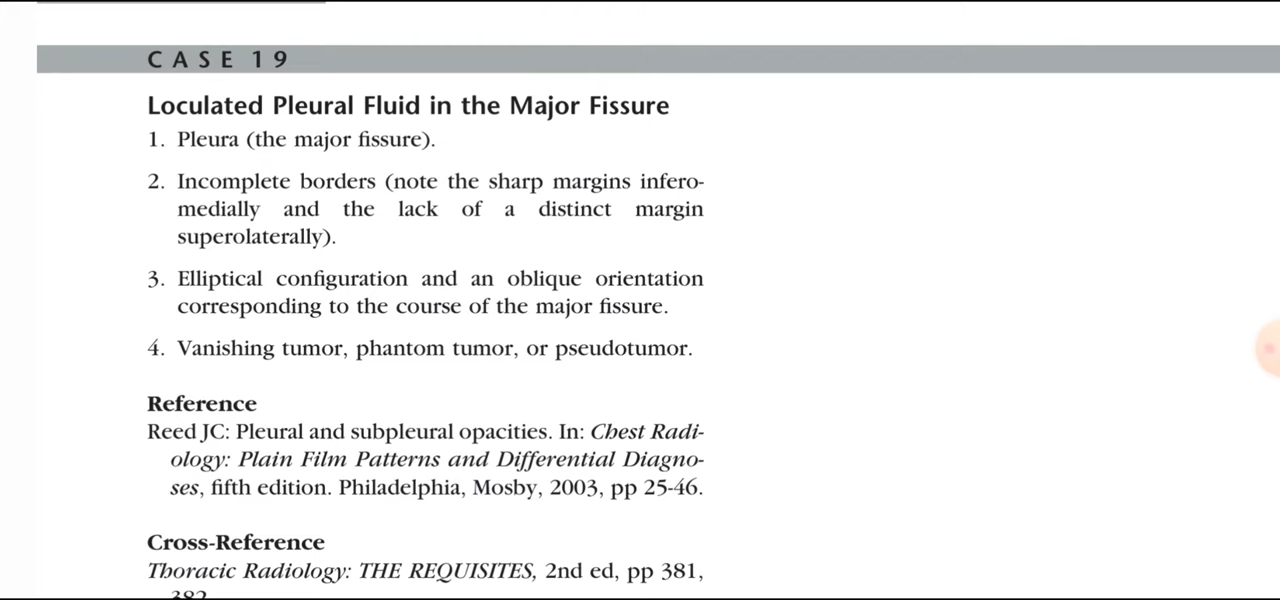 CASE 19
Loculated Pleural Fluid in the Major Fissure
1. Pleura (the major fissure).
2. Incomplete borders (note the sharp margins infero-
medially and the lack of a distinct margin
superolaterally).
3. Elliptical configuration and an oblique orientation
corresponding to the course of the major fissure.
4. Vanishing tumor, phantom tumor, or pseudotumor.
Reference
Reed JC: Pleural and subpleural opacities. In: Chest Radi-
ology: Plain Film Patterns and Differential Diagno-
ses, fifth edition. Philadelphia, Mosby, 2003, pp 25-46.
Cross-Reference
Thoracic Radiology: THE REQUISITES, 2nd ed, pp 381,
382